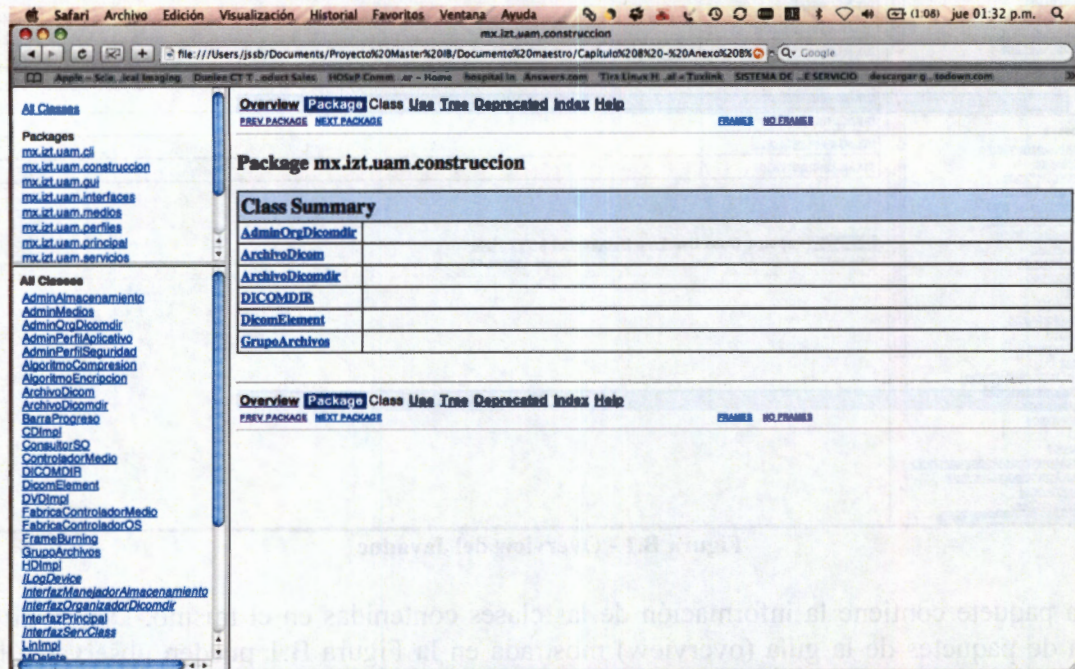 Safari Archivo Edición Visualización Historial Favoritos Ventana Ayuda (1:06) jue 01:32 p.m.
mx.izt.uam.construccion
file:///Users/jssb/Documents/Proyecto%20Master%20IB/Documento%20maestro/Capitulo%208%20-%20Anexo%208% Google
All Classes
Packages
mx.izt.uam.cli
mx.izt.uam.construccion
mx.izt.uam.gui
mx.izt.uam.interfaces
mx.izt.uam.medios
mx.izt.uam.perfiles
mx.izt.uam.principal
mx.izt.uam.servicios
All Classes
AdminAlmacenamiento
AdminMedios
AdminOrgDicomdir
AdminPerfilAplicativo
AdminPerfilSeguridad
AlgoritmoCompresion
AlgoritmoEncripcion
ArchivoDicom
ArchivoDicomdir
BarraProgreso
CDImpl
ConsultorSO
ControladorMedio
DICOMDIR
DicomElement
DVDImpl
FabricaControladorMedio
FabricaControladorOS
FrameBurning
GrupoArchivos
HDImpl
ILogDevice
InterfazManejadorAlmacenamiento
InterfazOrganizadorDicomdir
InterfazPrincipal
InterfazServClass
LinImpl
MDelete
Overview Package Class Use Tree Deprecated Index Help
PREV PACKAGE NEXT PACKAGE FRAMES NO FRAMES
Package mx.izt.uam.construccion
Class Summary
AdminOrgDicomdir
ArchivoDicom
ArchivoDicomdir
DICOMDIR
DicomElement
GrupoArchivos
Overview Package Class Use Tree Deprecated Index Help
PREV PACKAGE NEXT PACKAGE FRAMES NO FRAMES